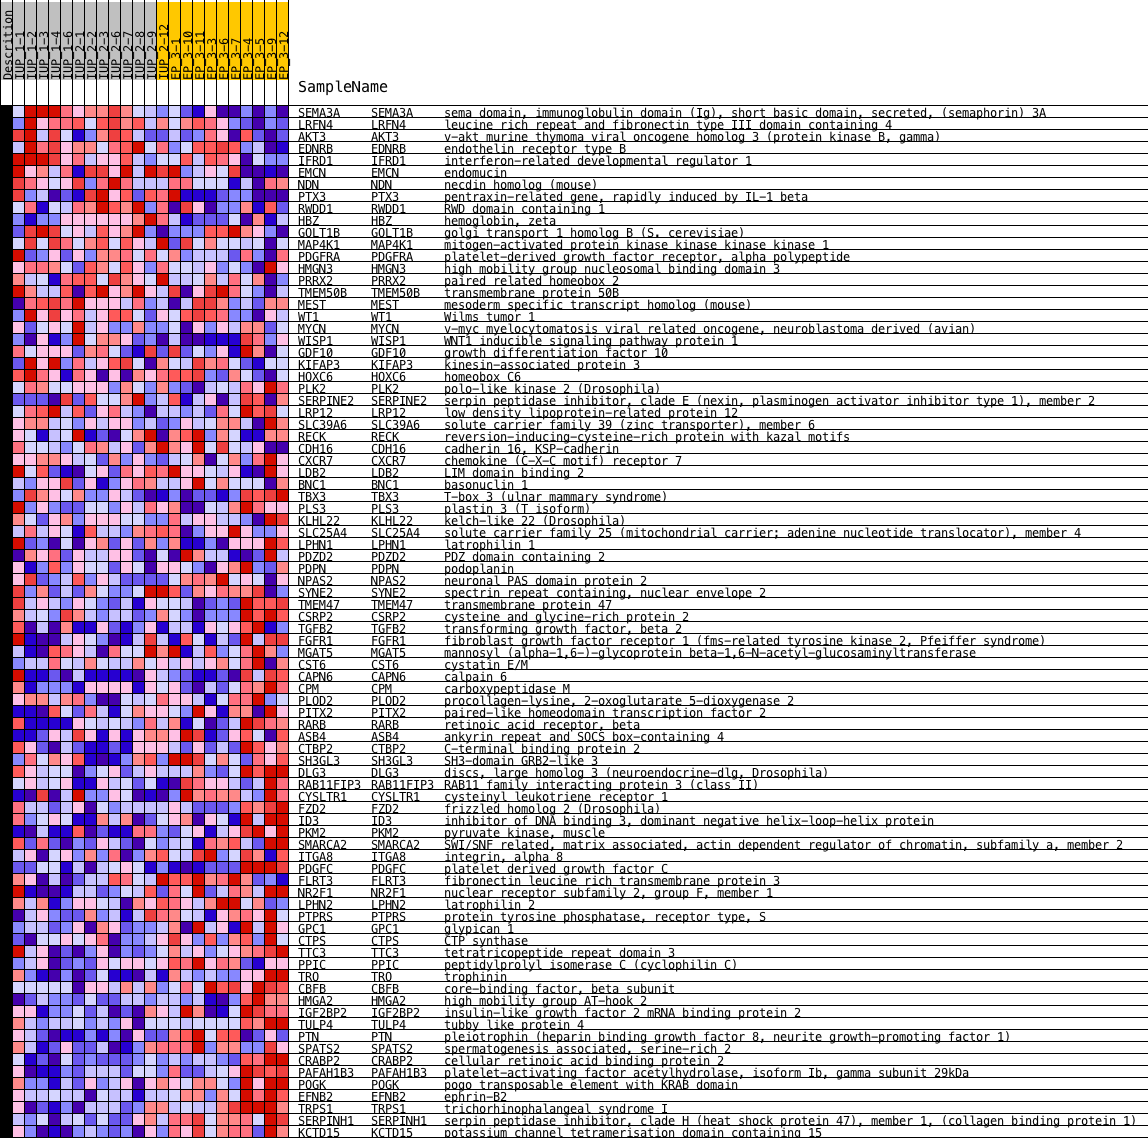 Descrition
IUP_1-1
IUP_1-2
IUP_1-3
IUP_1-4
IUP_1-6
IUP_2-1
IUP_2-2
IUP_2-3
IUP_2-6
IUP_2-7
IUP_2-8
IUP_2-9
IUP_2-12
EP_3-1
EP_3-10
EP_3-11
EP_3-3
EP_3-6
EP_3-7
EP_3-4
EP_3-5
EP_3-9
EP_3-12
SampleName
SEMA3A SEMA3A sema domain, immunoglobulin domain (Ig), short basic domain, secreted, (semaphorin) 3A
LRFN4 LRFN4 leucine rich repeat and fibronectin type III domain containing 4
AKT3 AKT3 v-akt murine thymoma viral oncogene homolog 3 (protein kinase B, gamma)
EDNRB EDNRB endothelin receptor type B
IFRD1 IFRD1 interferon-related developmental regulator 1
EMCN EMCN endomucin
NDN NDN necdin homolog (mouse)
PTX3 PTX3 pentraxin-related gene, rapidly induced by IL-1 beta
RWDD1 RWDD1 RWD domain containing 1
HBZ HBZ hemoglobin, zeta
GOLT1B GOLT1B golgi transport 1 homolog B (S. cerevisiae)
MAP4K1 MAP4K1 mitogen-activated protein kinase kinase kinase kinase 1
PDGFRA PDGFRA platelet-derived growth factor receptor, alpha polypeptide
HMGN3 HMGN3 high mobility group nucleosomal binding domain 3
PRRX2 PRRX2 paired related homeobox 2
TMEM50B TMEM50B transmembrane protein 50B
MEST MEST mesoderm specific transcript homolog (mouse)
WT1 WT1 Wilms tumor 1
MYCN MYCN v-myc myelocytomatosis viral related oncogene, neuroblastoma derived (avian)
WISP1 WISP1 WNT1 inducible signaling pathway protein 1
GDF10 GDF10 growth differentiation factor 10
KIFAP3 KIFAP3 kinesin-associated protein 3
HOXC6 HOXC6 homeobox C6
PLK2 PLK2 polo-like kinase 2 (Drosophila)
SERPINE2 SERPINE2 serpin peptidase inhibitor, clade E (nexin, plasminogen activator inhibitor type 1), member 2
LRP12 LRP12 low density lipoprotein-related protein 12
SLC39A6 SLC39A6 solute carrier family 39 (zinc transporter), member 6
RECK RECK reversion-inducing-cysteine-rich protein with kazal motifs
CDH16 CDH16 cadherin 16, KSP-cadherin
CXCR7 CXCR7 chemokine (C-X-C motif) receptor 7
LDB2 LDB2 LIM domain binding 2
BNC1 BNC1 basonuclin 1
TBX3 TBX3 T-box 3 (ulnar mammary syndrome)
PLS3 PLS3 plastin 3 (T isoform)
KLHL22 KLHL22 kelch-like 22 (Drosophila)
SLC25A4 SLC25A4 solute carrier family 25 (mitochondrial carrier; adenine nucleotide translocator), member 4
LPHN1 LPHN1 latrophilin 1
PDZD2 PDZD2 PDZ domain containing 2
PDPN PDPN podoplanin
NPAS2 NPAS2 neuronal PAS domain protein 2
SYNE2 SYNE2 spectrin repeat containing, nuclear envelope 2
TMEM47 TMEM47 transmembrane protein 47
CSRP2 CSRP2 cysteine and glycine-rich protein 2
TGFB2 TGFB2 transforming growth factor, beta 2
FGFR1 FGFR1 fibroblast growth factor receptor 1 (fms-related tyrosine kinase 2, Pfeiffer syndrome)
MGAT5 MGAT5 mannosyl (alpha-1,6-)-glycoprotein beta-1,6-N-acetyl-glucosaminyltransferase
CST6 CST6 cystatin E/M
CAPN6 CAPN6 calpain 6
CPM CPM carboxypeptidase M
PLOD2 PLOD2 procollagen-lysine, 2-oxoglutarate 5-dioxygenase 2
PITX2 PITX2 paired-like homeodomain transcription factor 2
RARB RARB retinoic acid receptor, beta
ASB4 ASB4 ankyrin repeat and SOCS box-containing 4
CTBP2 CTBP2 C-terminal binding protein 2
SH3GL3 SH3GL3 SH3-domain GRB2-like 3
DLG3 DLG3 discs, large homolog 3 (neuroendocrine-dlg, Drosophila)
RAB11FIP3 RAB11FIP3 RAB11 family interacting protein 3 (class II)
CYSLTR1 CYSLTR1 cysteinyl leukotriene receptor 1
FZD2 FZD2 frizzled homolog 2 (Drosophila)
ID3 ID3 inhibitor of DNA binding 3, dominant negative helix-loop-helix protein
PKM2 PKM2 pyruvate kinase, muscle
SMARCA2 SMARCA2 SWI/SNF related, matrix associated, actin dependent regulator of chromatin, subfamily a, member 2
ITGA8 ITGA8 integrin, alpha 8
PDGFC PDGFC platelet derived growth factor C
FLRT3 FLRT3 fibronectin leucine rich transmembrane protein 3
NR2F1 NR2F1 nuclear receptor subfamily 2, group F, member 1
LPHN2 LPHN2 latrophilin 2
PTPRS PTPRS protein tyrosine phosphatase, receptor type, S
GPC1 GPC1 glypican 1
CTPS CTPS CTP synthase
TTC3 TTC3 tetratricopeptide repeat domain 3
PPIC PPIC peptidylprolyl isomerase C (cyclophilin C)
TRO TRO trophinin
CBFB CBFB core-binding factor, beta subunit
HMGA2 HMGA2 high mobility group AT-hook 2
IGF2BP2 IGF2BP2 insulin-like growth factor 2 mRNA binding protein 2
TULP4 TULP4 tubby like protein 4
PTN PTN pleiotrophin (heparin binding growth factor 8, neurite growth-promoting factor 1)
SPATS2 SPATS2 spermatogenesis associated, serine-rich 2
CRABP2 CRABP2 cellular retinoic acid binding protein 2
PAFAH1B3 PAFAH1B3 platelet-activating factor acetylhydrolase, isoform Ib, gamma subunit 29kDa
POGK POGK pogo transposable element with KRAB domain
EFNB2 EFNB2 ephrin-B2
TRPS1 TRPS1 trichorhinophalangeal syndrome I
SERPINH1 SERPINH1 serpin peptidase inhibitor, clade H (heat shock protein 47), member 1, (collagen binding protein 1)
KCTD15 KCTD15 potassium channel tetramerisation domain containing 15